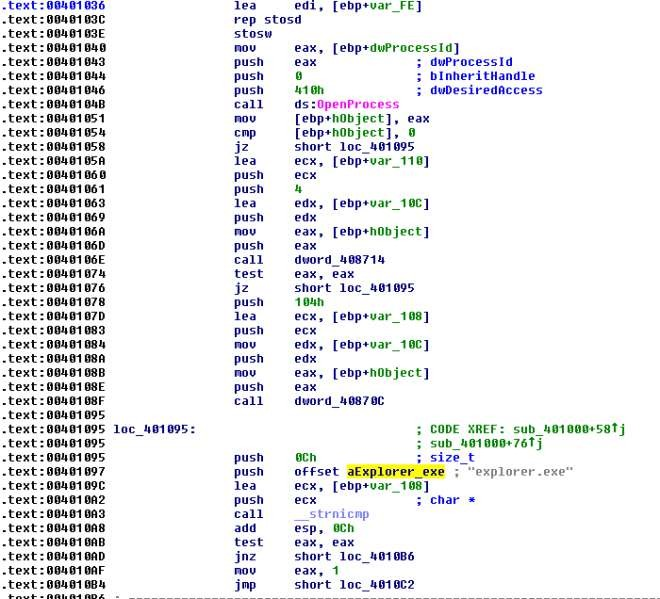 .text:00401036 lea edi, [ebp+var_FE]
.text:0040103C rep stosd
.text:0040103E stosw
.text:00401040 mov eax, [ebp+dwProcessId]
.text:00401043 push eax ; dwProcessId
.text:00401044 push 0 ; bInheritHandle
.text:00401046 push 410h ; dwDesiredAccess
.text:0040104B call ds:OpenProcess
.text:00401051 mov [ebp+hObject], eax
.text:00401054 cmp [ebp+hObject], 0
.text:00401058 jz short loc_401095
.text:0040105A lea ecx, [ebp+var_110]
.text:00401060 push ecx
.text:00401061 push 4
.text:00401063 lea edx, [ebp+var_10C]
.text:00401069 push edx
.text:0040106A mov eax, [ebp+hObject]
.text:0040106D push eax
.text:0040106E call dword_408714
.text:00401074 test eax, eax
.text:00401076 jz short loc_401095
.text:00401078 push 104h
.text:0040107D lea ecx, [ebp+var_108]
.text:00401083 push ecx
.text:00401084 mov edx, [ebp+var_10C]
.text:0040108A push edx
.text:0040108B mov eax, [ebp+hObject]
.text:0040108E push eax
.text:0040108F call dword_40870C
.text:00401095
.text:00401095 loc_401095: ; CODE XREF: sub_401000+58↑j
.text:00401095 ; sub_401000+76↑j
.text:00401095 push 0Ch ; size_t
.text:00401097 push offset aExplorer_exe ; "explorer.exe"
.text:0040109C lea ecx, [ebp+var_108]
.text:004010A2 push ecx ; char *
.text:004010A3 call __strnicmp
.text:004010A8 add esp, 0Ch
.text:004010AB test eax, eax
.text:004010AD jnz short loc_4010B6
.text:004010AF mov eax, 1
.text:004010B4 jmp short loc_4010C2
.text:004010B6 ; ---------------------------------------------------------------------------